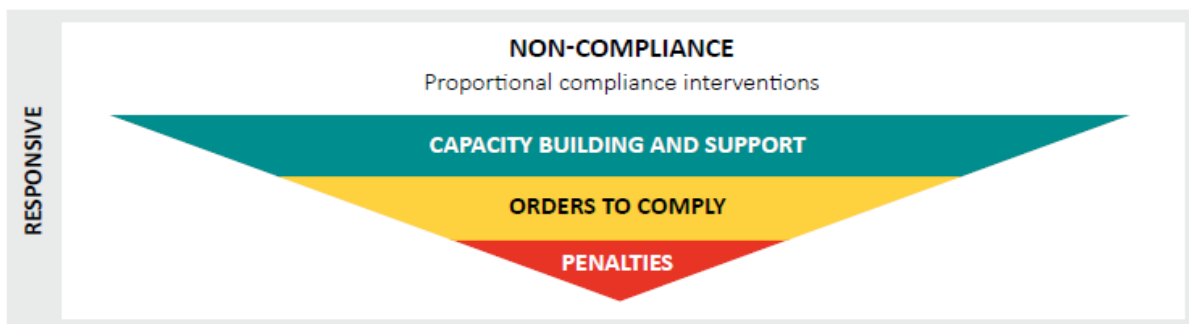 RESPONSIVE
NON-COMPLIANCE
Proportional compliance interventions
CAPACITY BUILDING AND SUPPORT
ORDERS TO COMPLY
PENALTIES